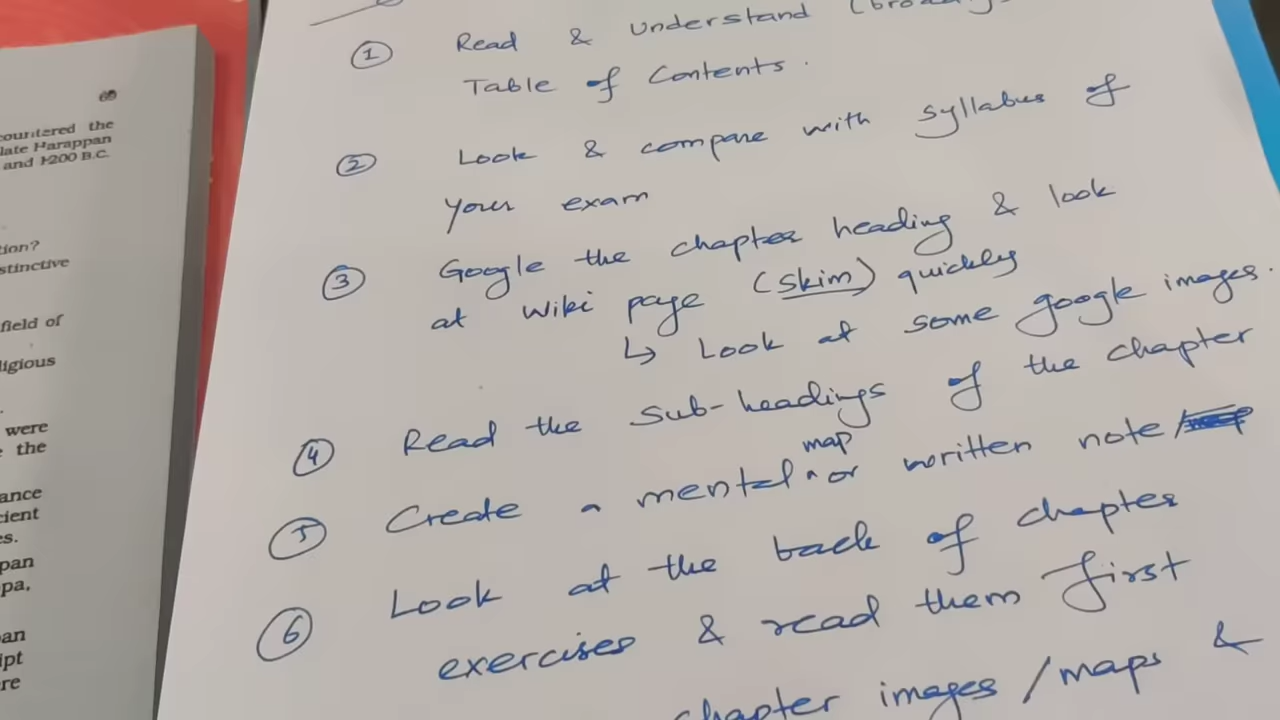 60
countered the
late Harappan
and 1200 B.C.
tion?
stinctive
field of
ligious
were
the
ance
cient
es.
pan
pa,
an
ipt
re
① Read & understand
Table of Contents.
② Look & compare with syllabus of
your exam
③ Google the chapter heading & look
at Wiki page (skim) quickly
↳ Look at some google images.
④ Read the sub-headings of the chapter
map
⑤ Create a mental ^ or written note/
⑥ Look at the back of chapter
exercises & read them first
chapter images/maps &